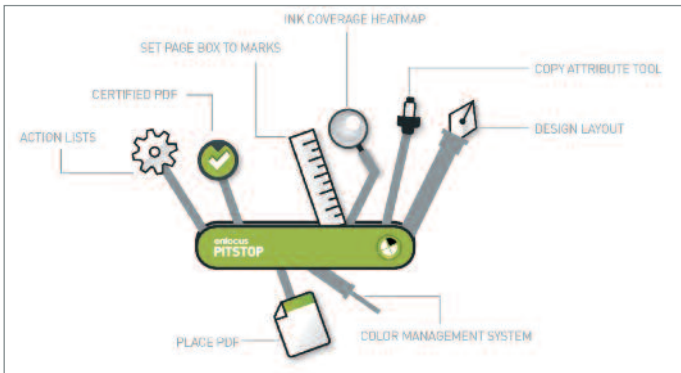 INK COVERAGE HEATMAP
SET PAGE BOX TO MARKS
COPY ATTRIBUTE TOOL
CERTIFIED PDF
DESIGN LAYOUT
ACTION LISTS
enfocus
PITSTOP
COLOR MANAGEMENT SYSTEM
PLACE PDF